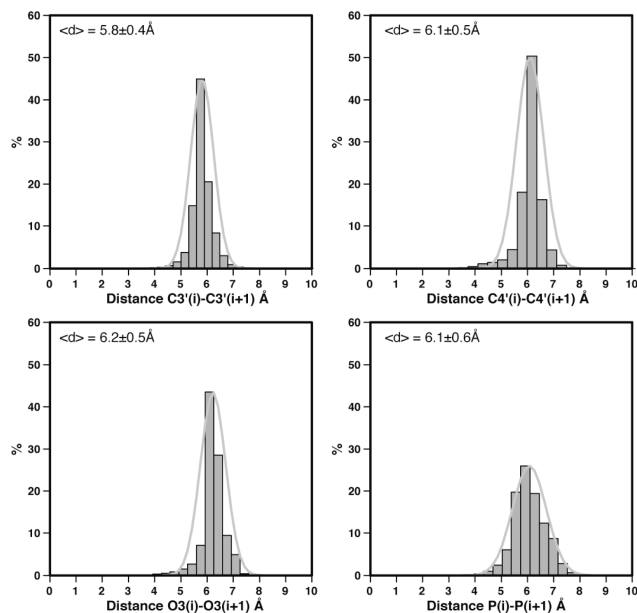 <d> = 5.8±0.4Å
<d> = 6.1±0.5Å
60
50
40
30
20
10
0
%
0 1 2 3 4 5 6 7 8 9 10
Distance C3'(i)-C3'(i+1) Å
60
50
40
30
20
10
0
%
0 1 2 3 4 5 6 7 8 9 10
Distance C4'(i)-C4'(i+1) Å
<d> = 6.2±0.5Å
<d> = 6.1±0.6Å
60
50
40
30
20
10
0
%
0 1 2 3 4 5 6 7 8 9 10
Distance O3(i)-O3(i+1) Å
60
50
40
30
20
10
0
%
0 1 2 3 4 5 6 7 8 9 10
Distance P(i)-P(i+1) Å